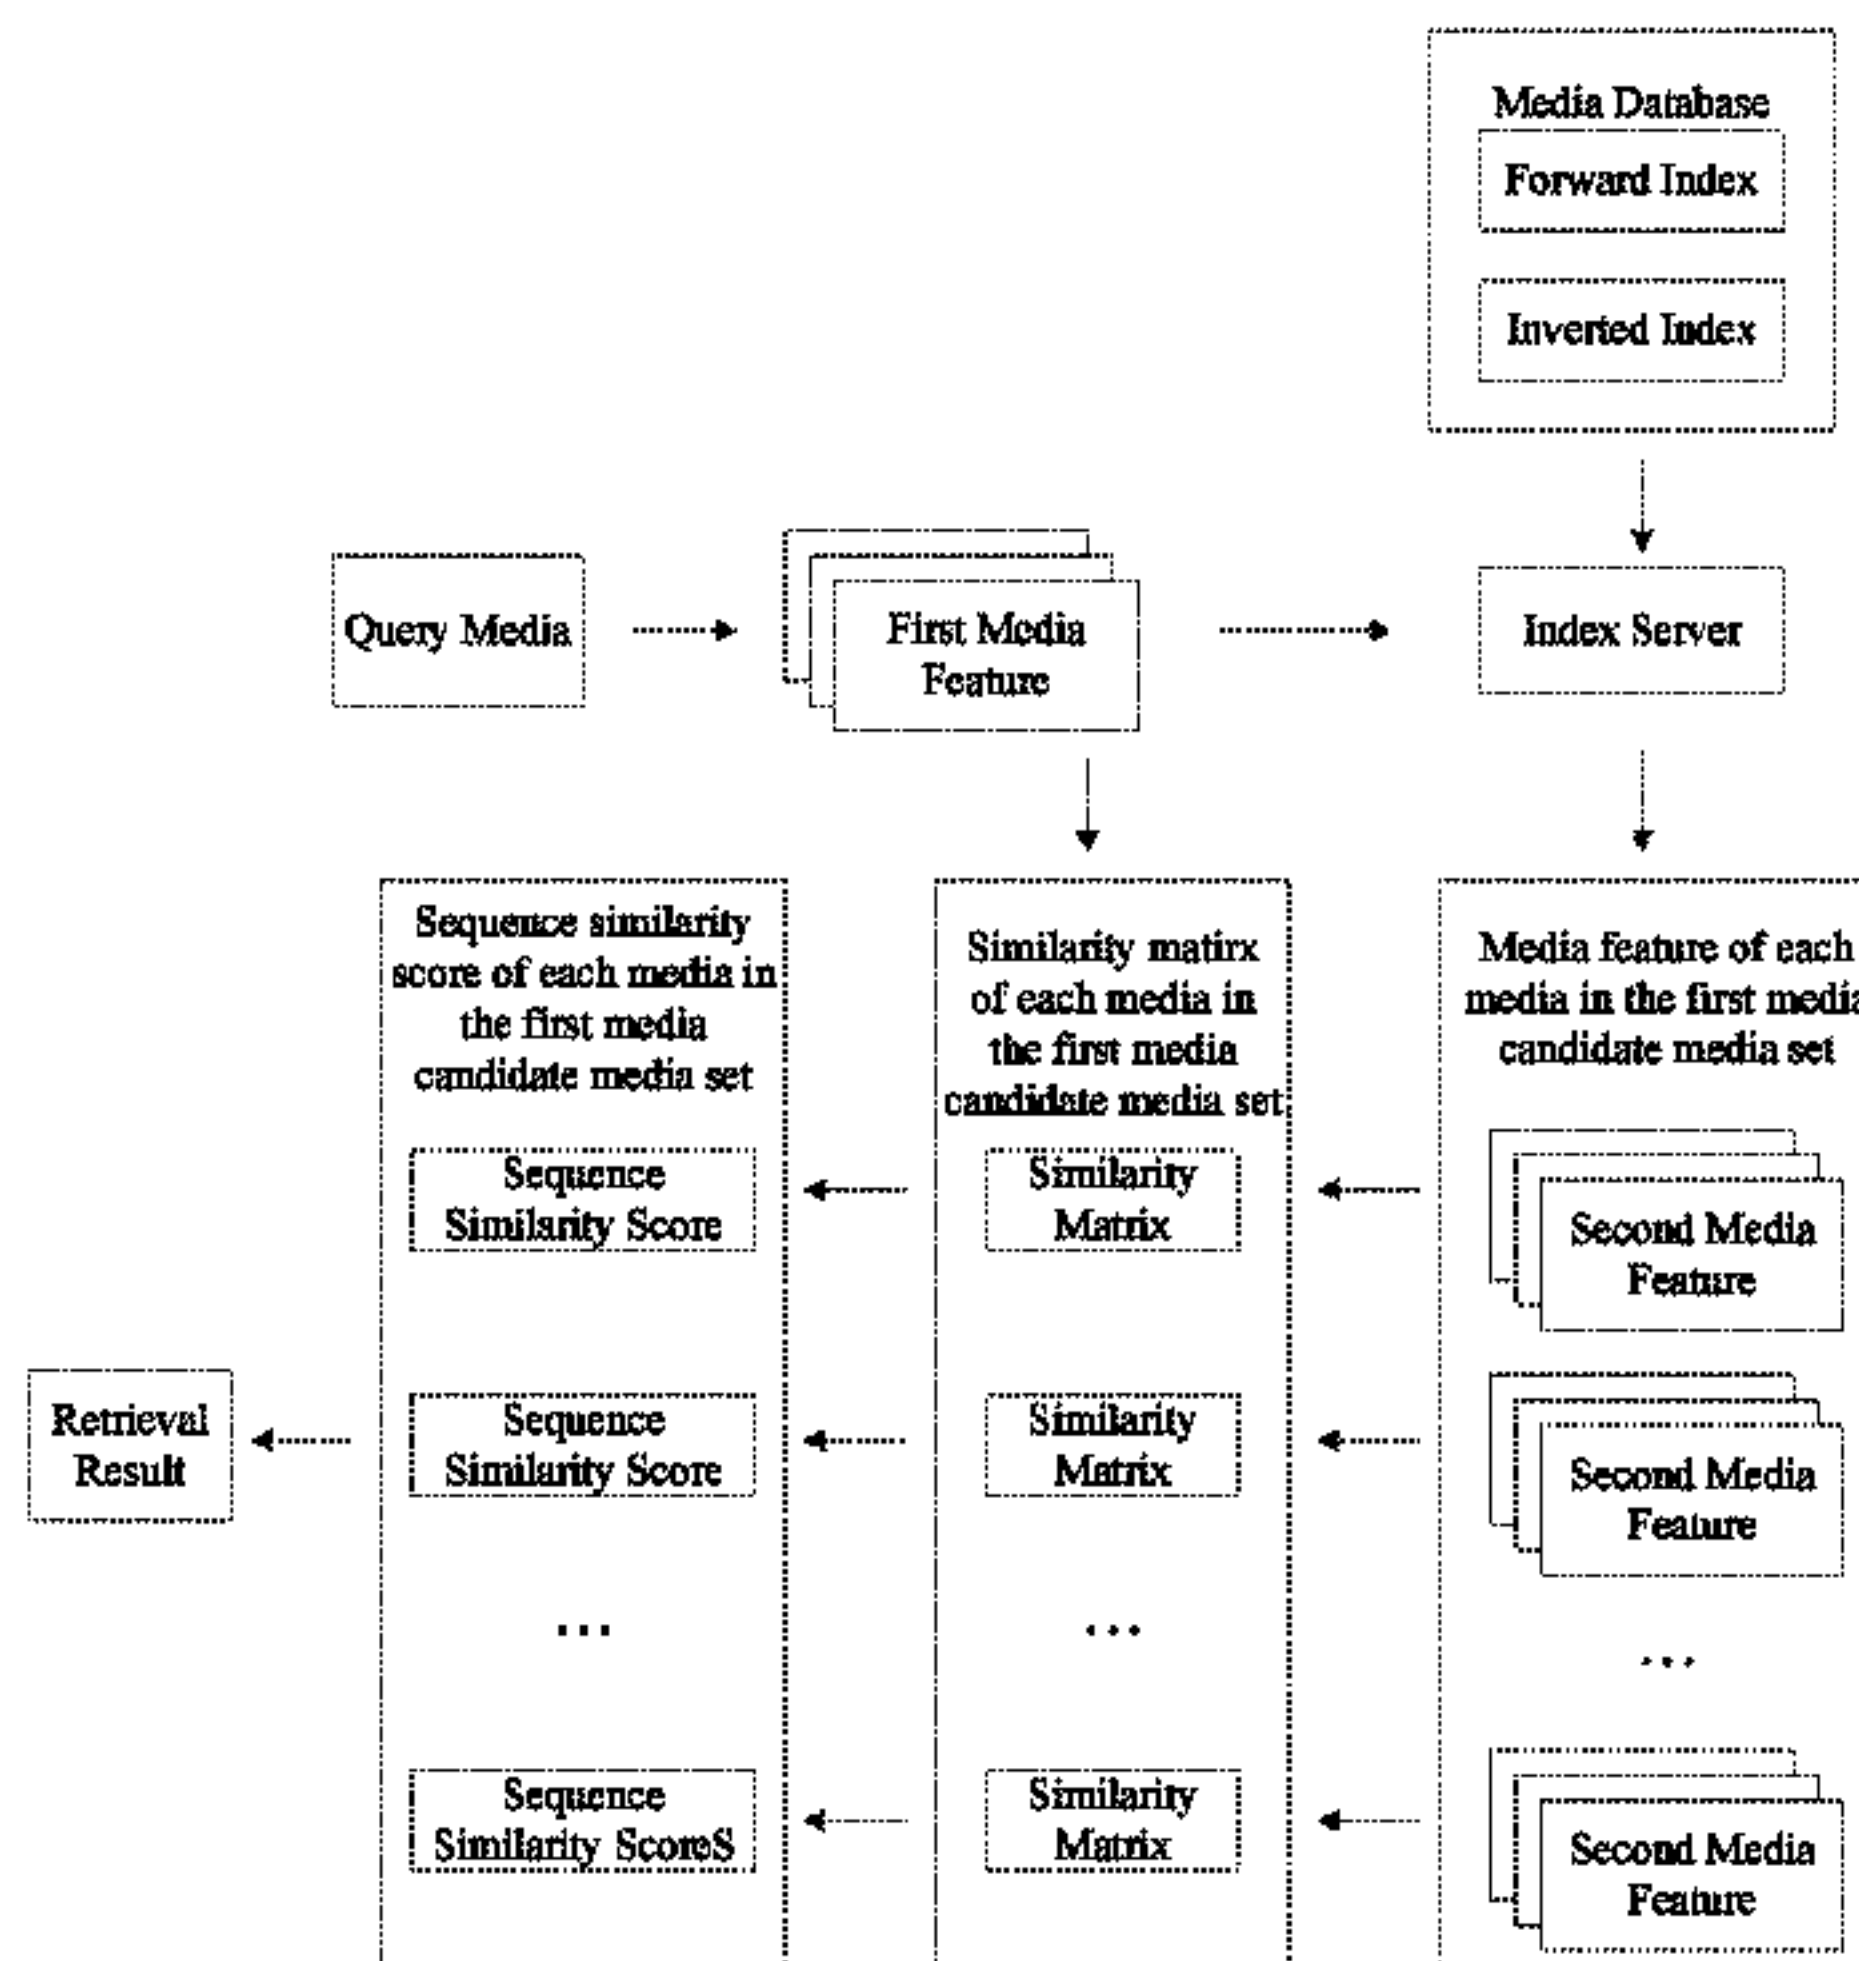 Media Database
Forward Index
Inverted Index
Query Media
First Media
Feature
Index Server
Sequence similarity
score of each media in
the first media
candidate media set
Similarity matirx
of each media in
the first media
candidate media set
Media feature of each
media in the first media
candidate media set
Sequence
Similarity Score
Similarity
Matrix
Second Media
Feature
Retrieval
Result
Sequence
Similarity Score
Similarity
Matrix
Second Media
Feature
...
...
...
Sequence
Similarity ScoreS
Similarity
Matrix
Second Media
Feature